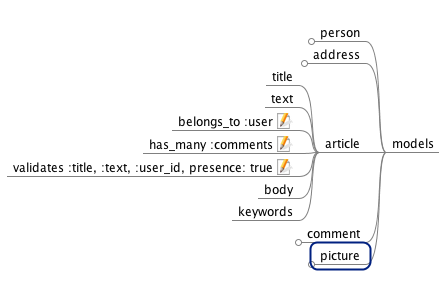 person
address
title
text
belongs_to :user
has_many :comments
article
models
validates :title, :text, :user_id, presence: true
body
keywords
comment
picture